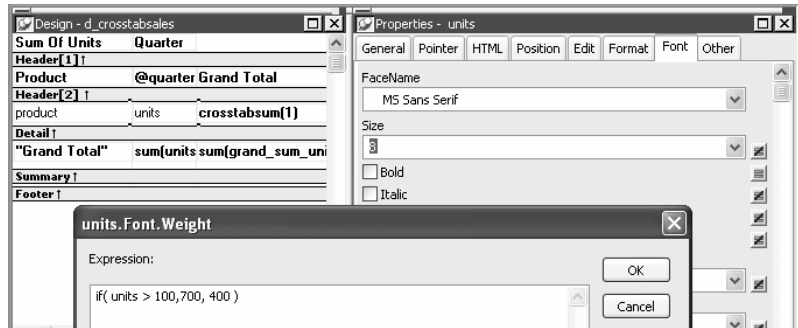 Design - d_crosstabsales
Sum Of Units Quarter
Header[1]↑
Product @quarter Grand Total
Header[2] ↑
product units crosstabsum(1)
Detail ↑
"Grand Total" sum(units sum(grand_sum_uni
Summary ↑
Footer ↑
Properties - units
General Pointer HTML Position Edit Format Font Other
FaceName
MS Sans Serif
Size
8
Bold
Italic
units.Font.Weight
Expression:
if( units > 100,700, 400 )
OK
Cancel